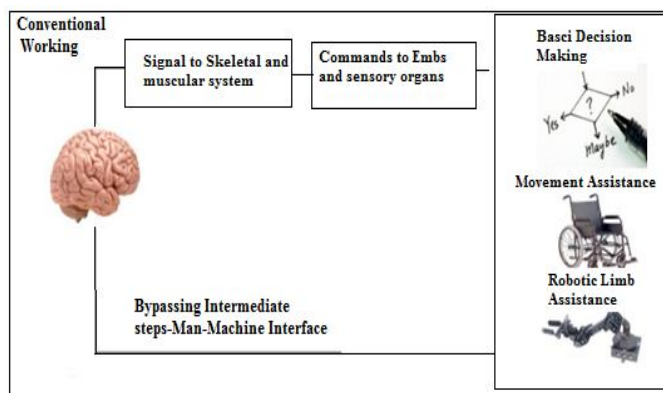 Conventional
Working
Signal to Skeletal and
muscular system
Commands to Embs
and sensory organs
Basci Decision
Making
No
?
Yes
Maybe
Movement Assistance
Robotic Limb
Assistance
Bypassing Intermediate
steps-Man-Machine Interface